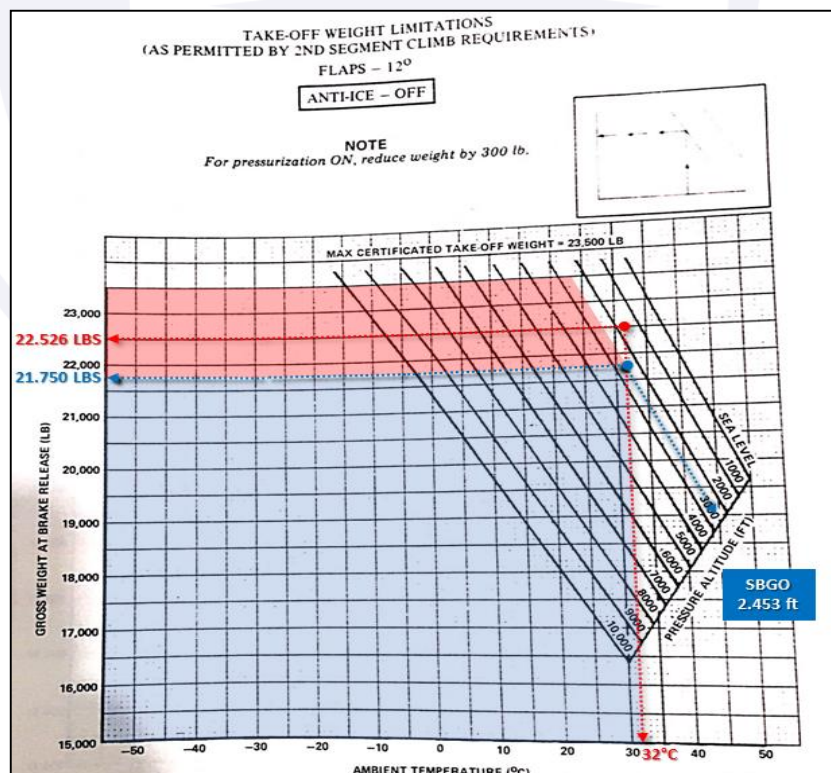 TAKE-OFF WEIGHT LIMITATIONS
(AS PERMITTED BY 2ND SEGMENT CLIMB REQUIREMENTS)
FLAPS – 12°
ANTI-ICE – OFF
NOTE
For pressurization ON, reduce weight by 300 lb.
MAX CERTIFICATED TAKE-OFF WEIGHT = 23,500 LB
23,000
22.526 LBS
22,000
21.750 LBS
21,000
20,000
19,000
18,000
17,000
16,000
15,000
GROSS WEIGHT AT BRAKE RELEASE (LB)
SEA LEVEL
1000
2000
3000
4000
5000
6000
7000
8000
9000
10,000
PRESSURE ALTITUDE (FT)
SBGO
2.453 ft
–50 –40 –30 –20 –10 0 10 20 30 32°C 50
AMBIENT TEMPERATURE (°C)